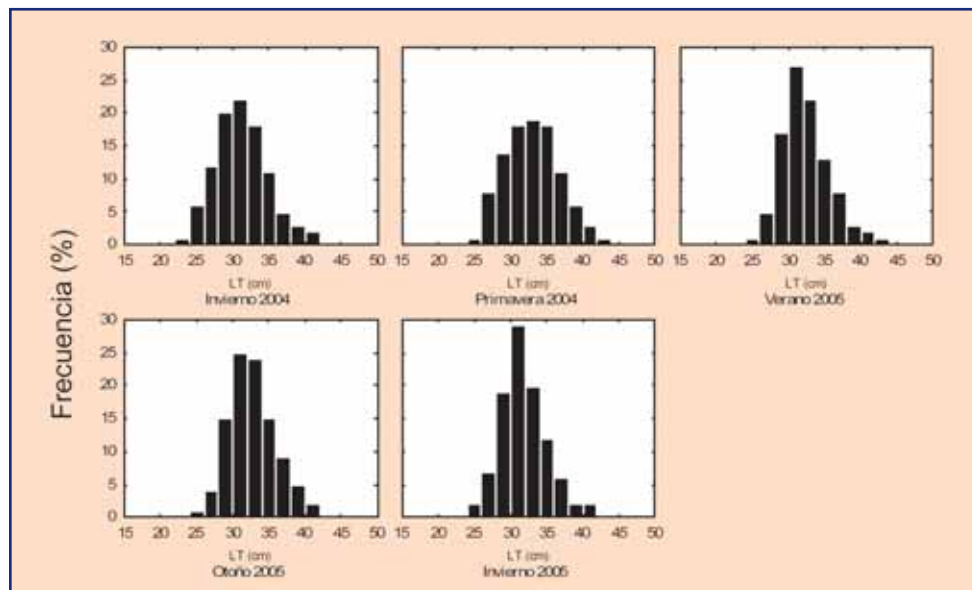 Frecuencia (%)
30
25
20
15
10
5
0
15 20 25 30 35 40 45 50
LT (cm)
Invierno 2004
15 20 25 30 35 40 45 50
LT (cm)
Primavera 2004
15 20 25 30 35 40 45 50
LT (cm)
Verano 2005
30
25
20
15
10
5
0
15 20 25 30 35 40 45 50
LT (cm)
Otoño 2005
15 20 25 30 35 40 45 50
LT (cm)
Invierno 2005